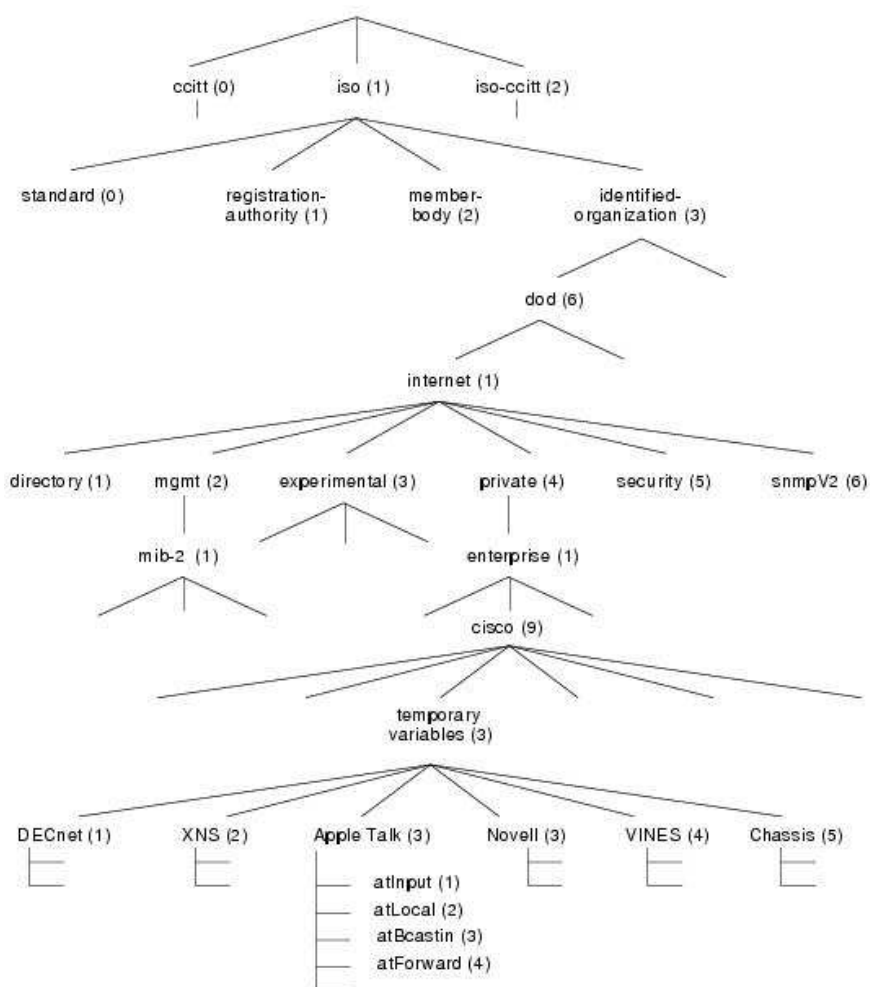 ccitt (0) iso (1) iso-ccitt (2)
standard (0) registration-authority (1) member-body (2) identified-organization (3)
dod (6)
internet (1)
directory (1) mgmt (2) experimental (3) private (4) security (5) snmpV2 (6)
mib-2 (1) enterprise (1)
cisco (9)
temporary
variables (3)
DECnet (1) XNS (2) Apple Talk (3) Novell (3) VINES (4) Chassis (5)
atInput (1)
atLocal (2)
atBcastin (3)
atForward (4)